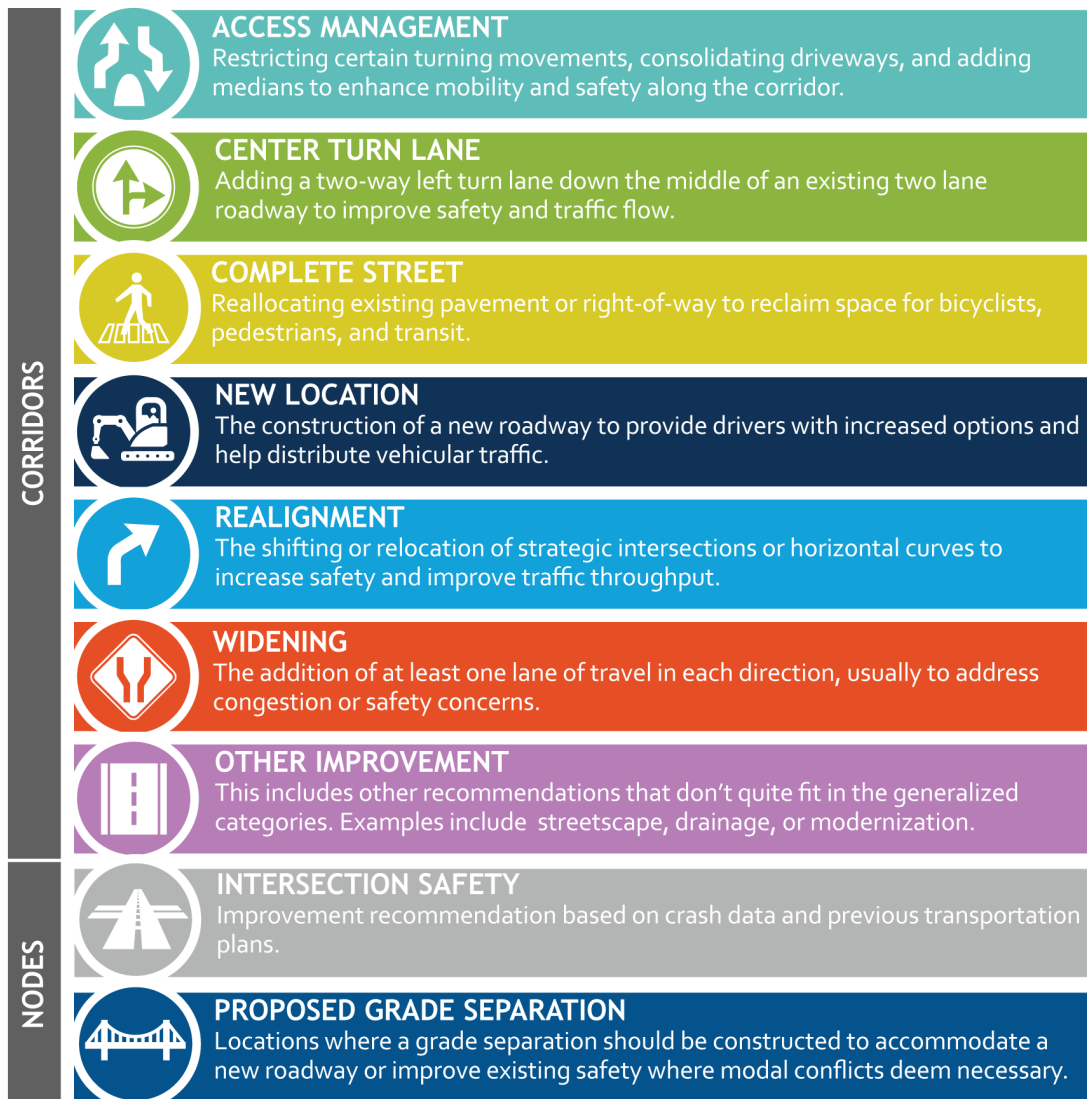 CORRIDORS
ACCESS MANAGEMENT
Restricting certain turning movements, consolidating driveways, and adding
medians to enhance mobility and safety along the corridor.
CENTER TURN LANE
Adding a two-way left turn lane down the middle of an existing two lane
roadway to improve safety and traffic flow.
COMPLETE STREET
Reallocating existing pavement or right-of-way to reclaim space for bicyclists,
pedestrians, and transit.
NEW LOCATION
The construction of a new roadway to provide drivers with increased options and
help distribute vehicular traffic.
REALIGNMENT
The shifting or relocation of strategic intersections or horizontal curves to
increase safety and improve traffic throughput.
WIDENING
The addition of at least one lane of travel in each direction, usually to address
congestion or safety concerns.
OTHER IMPROVEMENT
This includes other recommendations that don't quite fit in the generalized
categories. Examples include streetscape, drainage, or modernization.
NODES
INTERSECTION SAFETY
Improvement recommendation based on crash data and previous transportation
plans.
PROPOSED GRADE SEPARATION
Locations where a grade separation should be constructed to accommodate a
new roadway or improve existing safety where modal conflicts deem necessary.